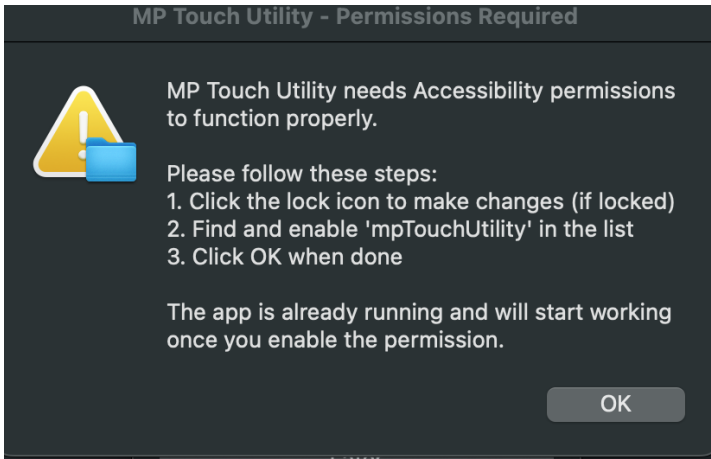 MP Touch Utility - Permissions Required
MP Touch Utility needs Accessibility permissions
to function properly.
Please follow these steps:
1. Click the lock icon to make changes (if locked)
2. Find and enable 'mpTouchUtility' in the list
3. Click OK when done
The app is already running and will start working
once you enable the permission.
OK